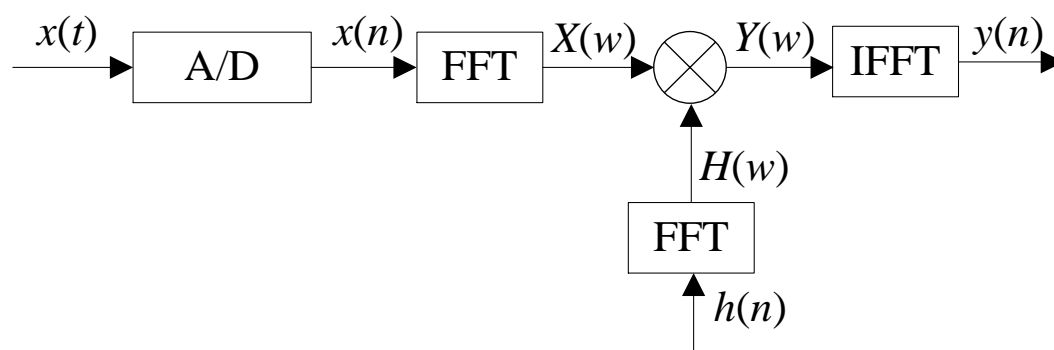 x(t)
A/D
x(n)
FFT
X(w)
Y(w)
IFFT
y(n)
H(w)
FFT
h(n)